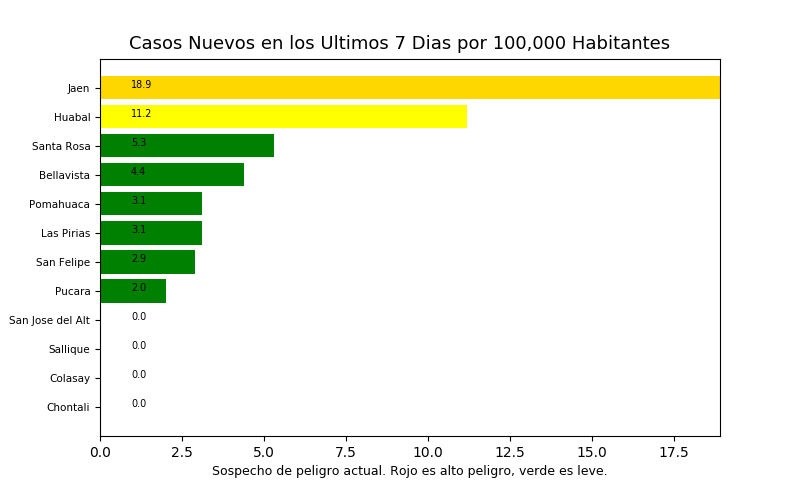 Casos Nuevos en los Ultimos 7 Dias por 100,000 Habitantes
Jaen 18.9
Huabal 11.2
Santa Rosa 5.3
Bellavista 4.4
Pomahuaca 3.1
Las Pirias 3.1
San Felipe 2.9
Pucara 2.0
San Jose del Alt 0.0
Sallique 0.0
Colasay 0.0
Chontali 0.0
0.0 2.5 5.0 7.5 10.0 12.5 15.0 17.5
Sospecho de peligro actual. Rojo es alto peligro, verde es leve.